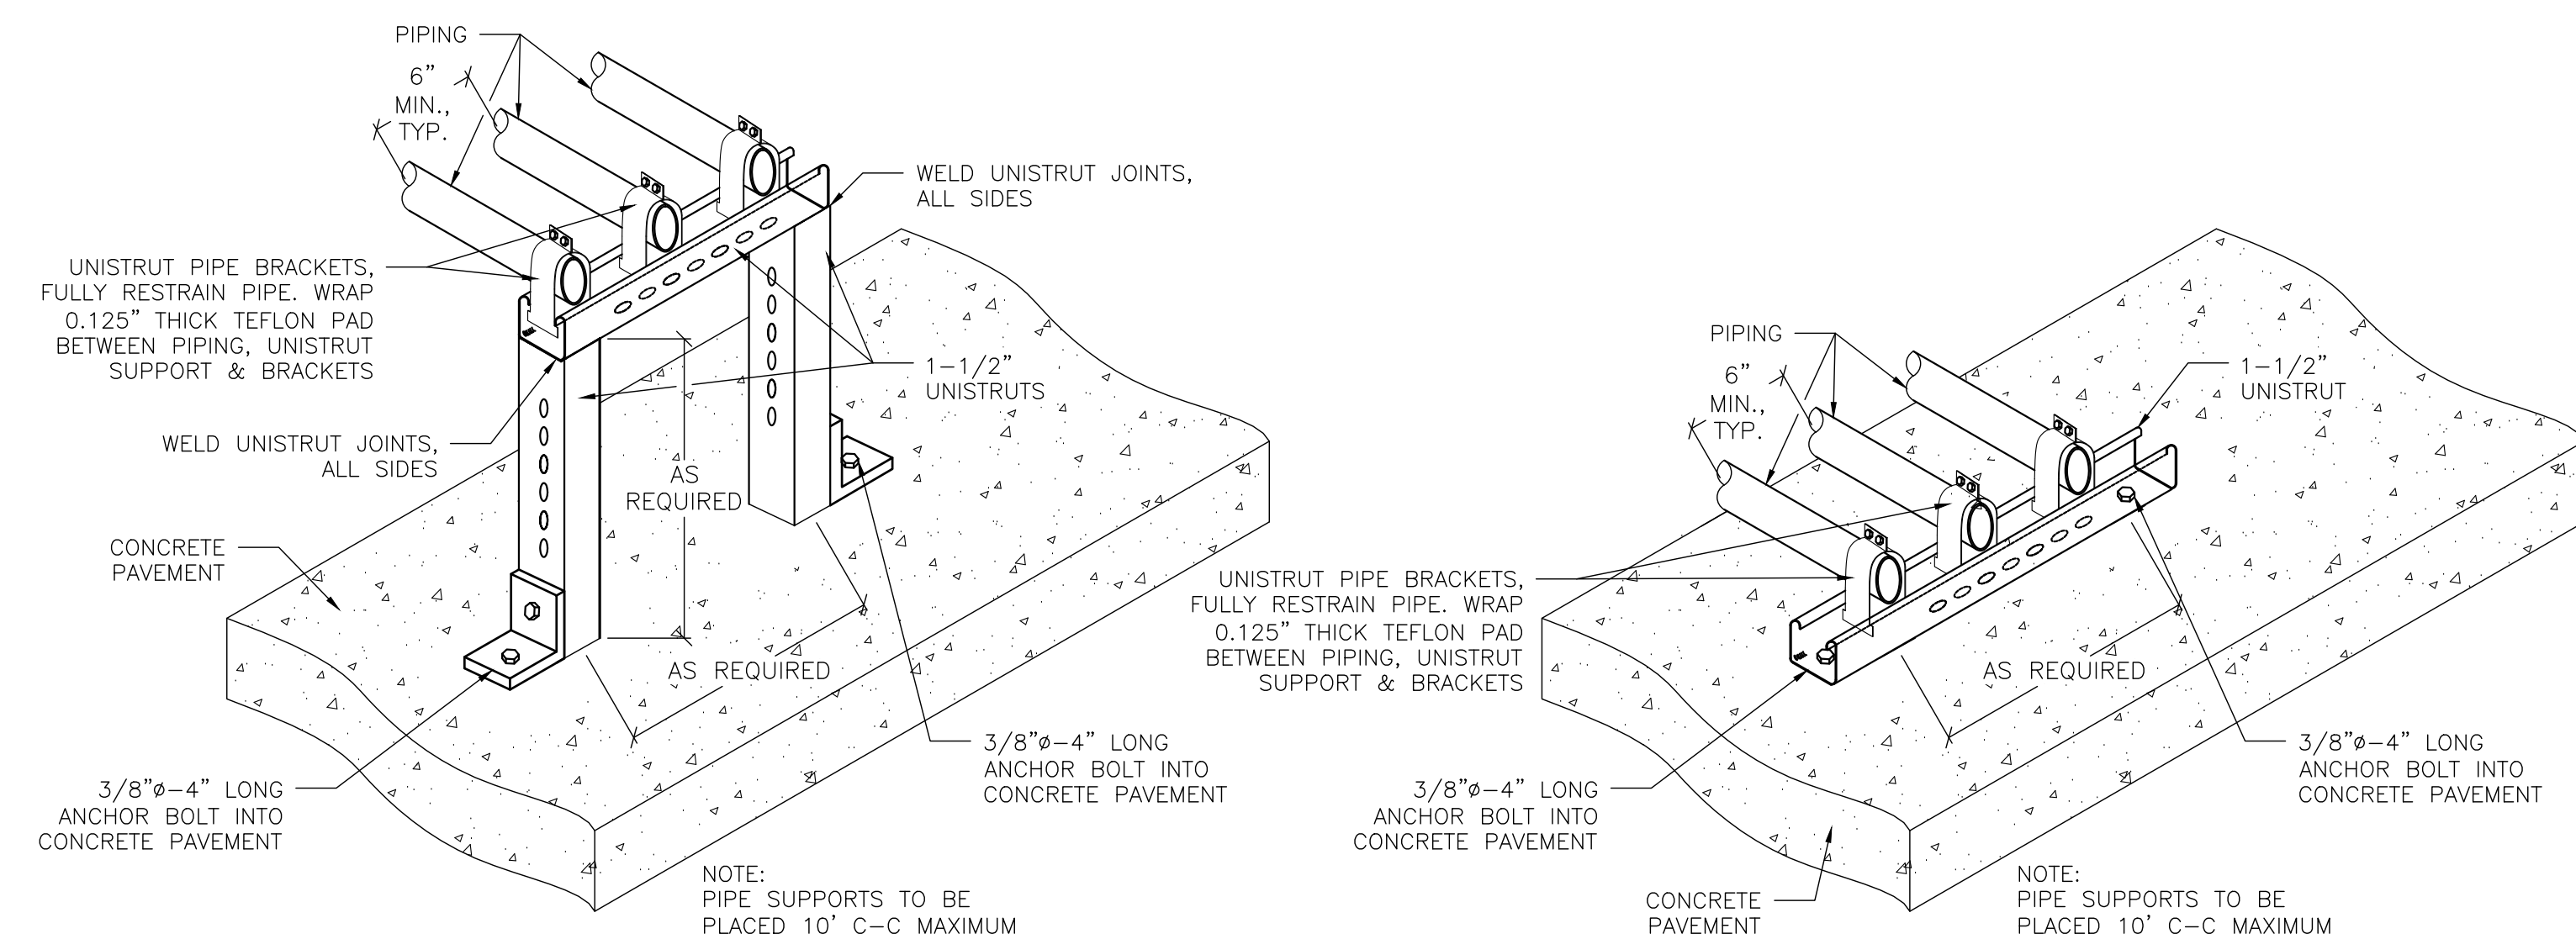 PIPING
6"
MIN.,
TYP.
WELD UNISTRUT JOINTS,
ALL SIDES
UNISTRUT PIPE BRACKETS,
FULLY RESTRAIN PIPE. WRAP
0.125" THICK TEFLON PAD
BETWEEN PIPING, UNISTRUT
SUPPORT & BRACKETS
1-1/2"
UNISTRUTS
WELD UNISTRUT JOINTS,
ALL SIDES
AS
REQUIRED
CONCRETE
PAVEMENT
AS REQUIRED
3/8"ø-4" LONG
ANCHOR BOLT INTO
CONCRETE PAVEMENT
3/8"ø-4" LONG
ANCHOR BOLT INTO
CONCRETE PAVEMENT
NOTE:
PIPE SUPPORTS TO BE
PLACED 10' C-C MAXIMUM
PIPING
6"
MIN.,
TYP.
1-1/2"
UNISTRUT
UNISTRUT PIPE BRACKETS,
FULLY RESTRAIN PIPE. WRAP
0.125" THICK TEFLON PAD
BETWEEN PIPING, UNISTRUT
SUPPORT & BRACKETS
AS REQUIRED
3/8"ø-4" LONG
ANCHOR BOLT INTO
CONCRETE PAVEMENT
3/8"ø-4" LONG
ANCHOR BOLT INTO
CONCRETE PAVEMENT
CONCRETE
PAVEMENT
NOTE:
PIPE SUPPORTS TO BE
PLACED 10' C-C MAXIMUM